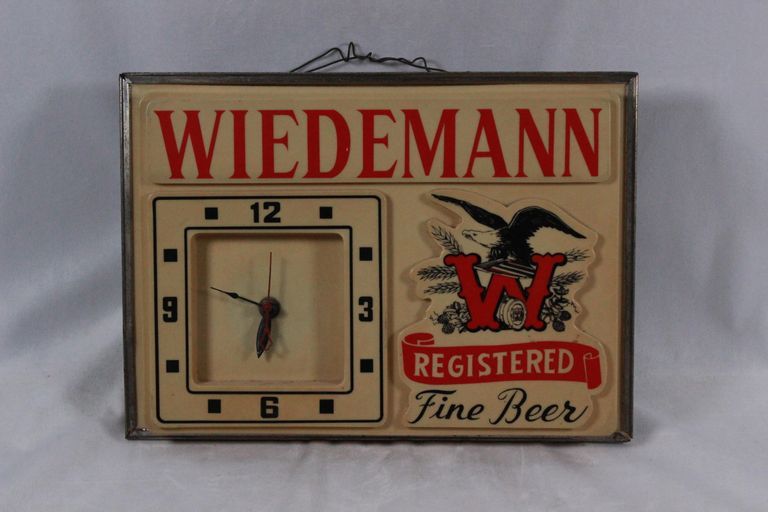 WIEDEMANN
12
9
3
6
W
REGISTERED
Fine Beer